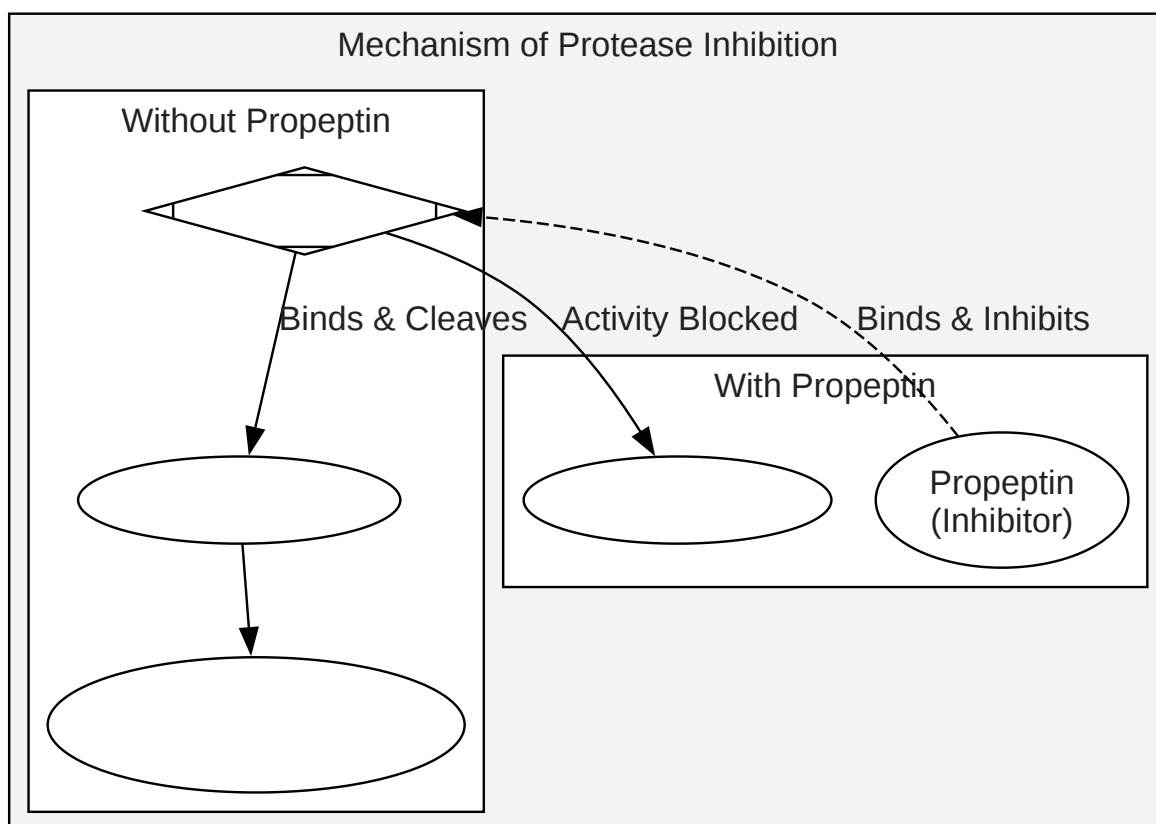 Mechanism of Protease Inhibition
Without Propeptin
Binds & Cleaves
Activity Blocked
Binds & Inhibits
With Propeptin
Propeptin
(Inhibitor)